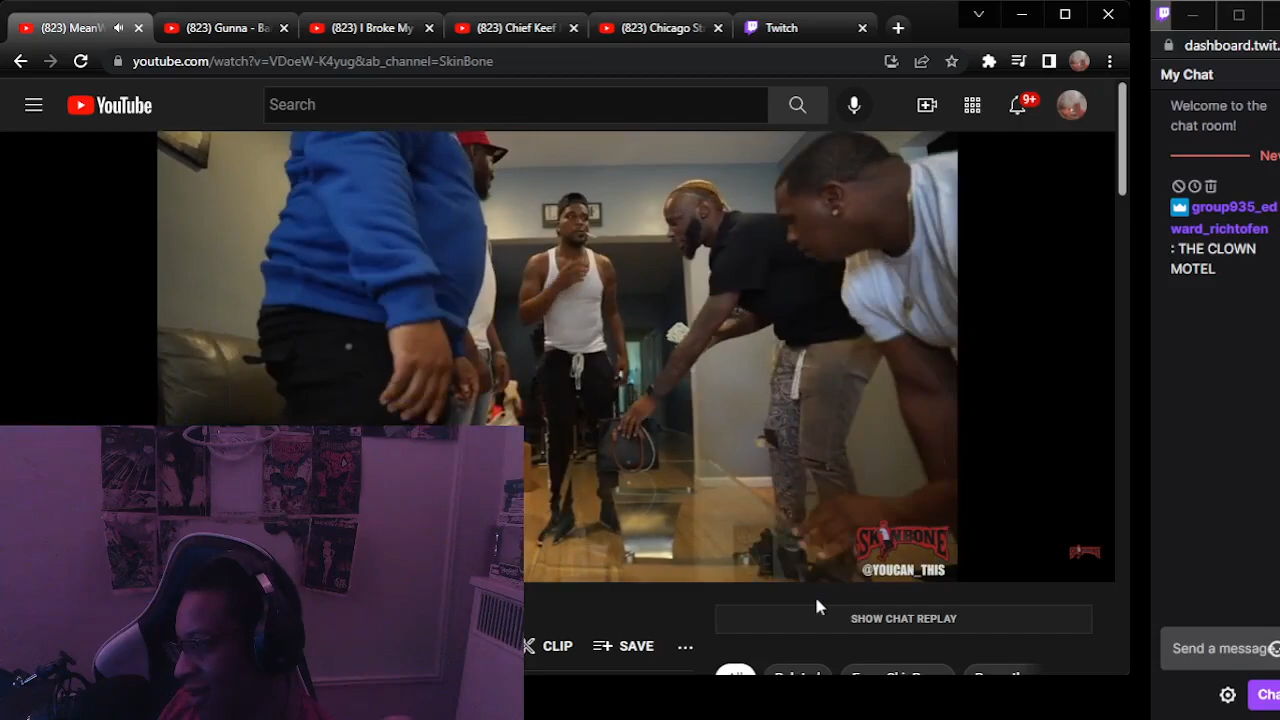 (823) MeanW
(823) Gunna - Ba
(823) I Broke My
(823) Chief Keef
(823) Chicago St
Twitch
youtube.com/watch?v=VDoeW-K4yug&ab_channel=SkinBone
dashboard.twit
YouTube
Search
9+
My Chat
Welcome to the
chat room!
Nev
group935_ed
ward_richtofen
: THE CLOWN
MOTEL
SKINBONE
@YOUCAN_THIS
SHOW CHAT REPLAY
CLIP
SAVE
Send a message
Cha